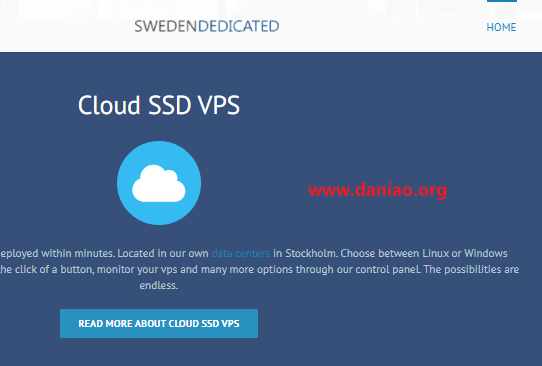 SWEDENDEDICATED
HOME
Cloud SSD VPS
www.daniao.org
eployed within minutes. Located in our own data centers in Stockholm. Choose between Linux or Windows
he click of a button, monitor your vps and many more options through our control panel. The possibilities are
endless.
READ MORE ABOUT CLOUD SSD VPS